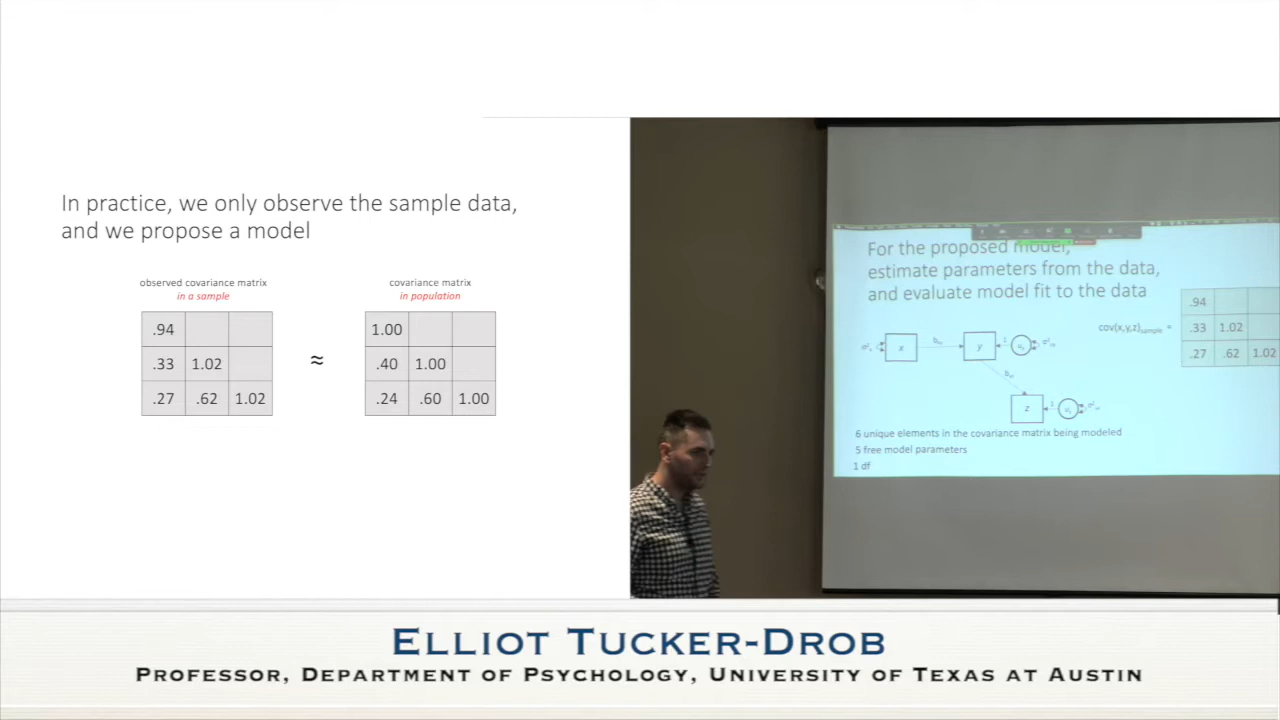 In practice, we only observe the sample data,
and we propose a model
observed covariance matrix
in a sample
covariance matrix
in population
.94
.33 1.02
.27 .62 1.02
≈
1.00
.40 1.00
.24 .60 1.00
For the proposed model,
estimate parameters from the data,
and evaluate model fit to the data
cov(x,y,z)sample =
.94
.33 1.02
.27 .62 1.02
x
y
1
z
1
6 unique elements in the covariance matrix being modeled
5 free model parameters
1 df
ELLIOT TUCKER-DROB
PROFESSOR, DEPARTMENT OF PSYCHOLOGY, UNIVERSITY OF TEXAS AT AUSTIN